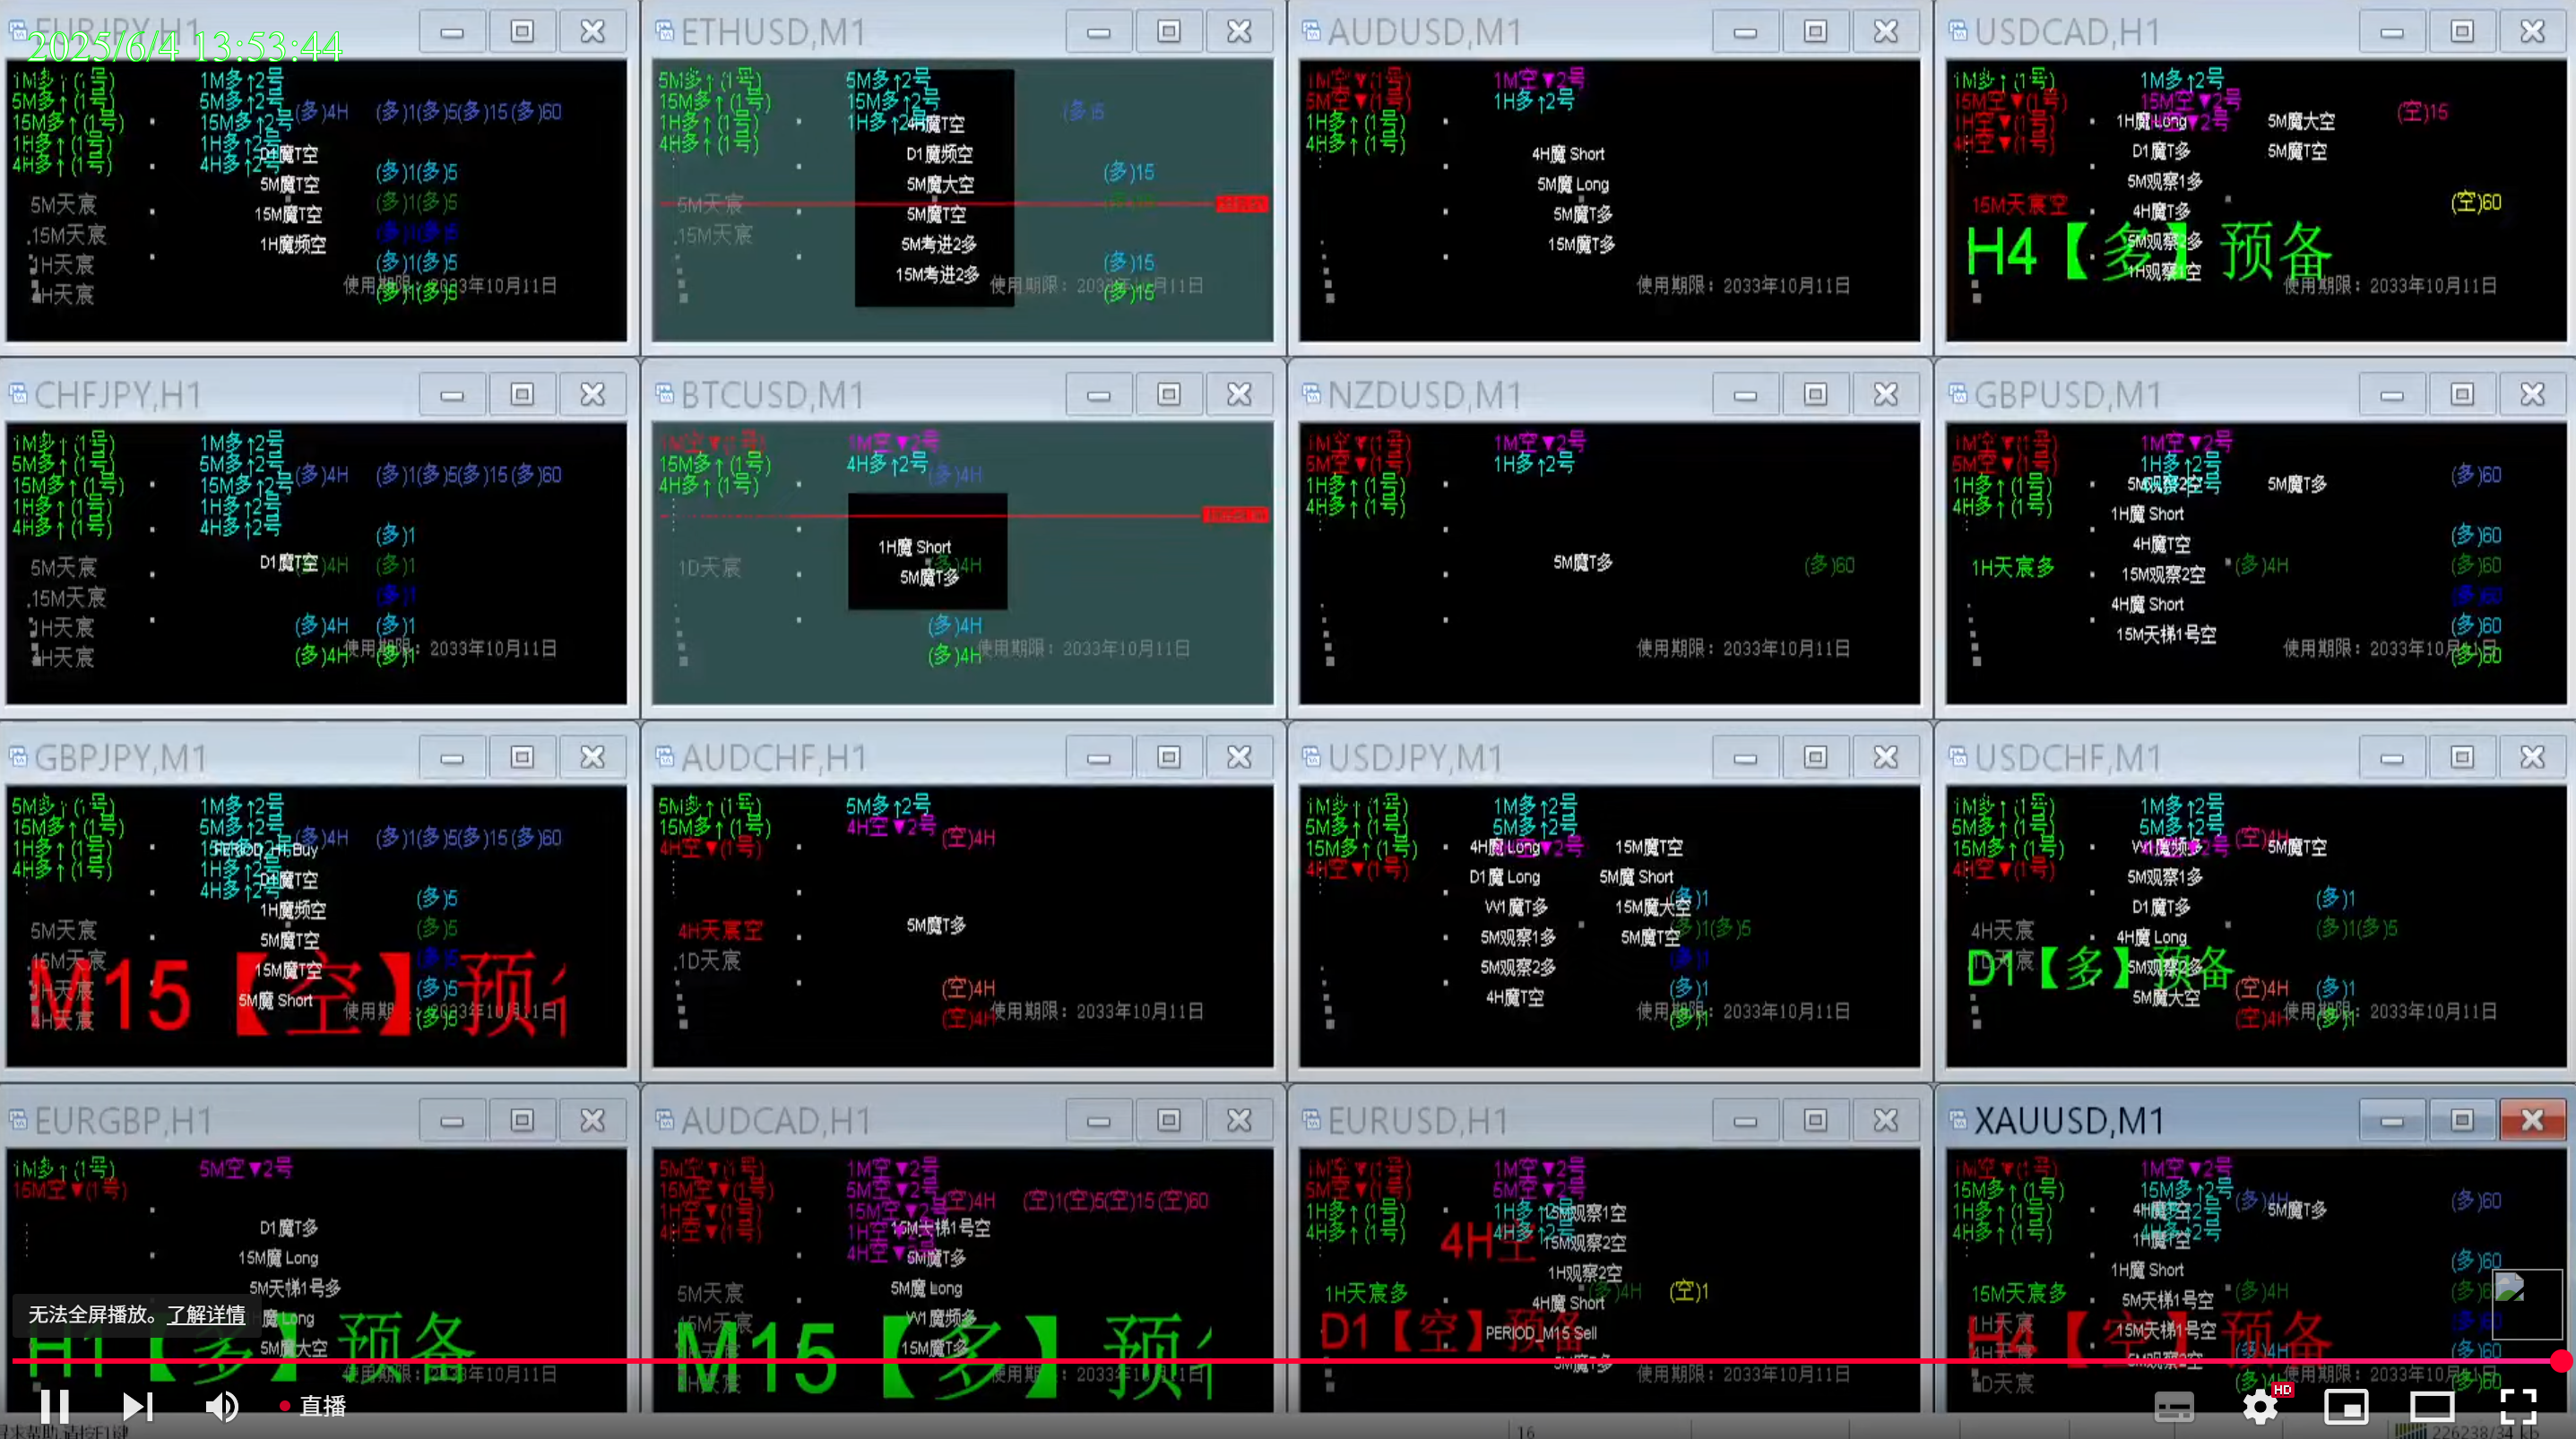 EURJPY,H1
2025/6/4 13:53:44
1M多↑(1号) 1M多↑2号
5M多↑(1号) 5M多↑2号 (多)4H (多)1(多)5(多)15(多)60
15M多↑(1号) 15M多↑2号
1H多↑(1号) 1H多↑2号
4H多↑(1号) 4H多↑2号
D1魔T空
5M魔T空 (多)1(多)5
5M天宸 (多)1(多)5
15M魔T空
15M天宸 (多)1(多)5
1H魔频空
1H天宸 (多)1(多)5
4H天宸 (多)1(多)5
使用期限：2033年10月11日
ETHUSD,M1
5M多↑(1号) 5M多↑2号
15M多↑(1号) 15M多↑2号 (多)15
1H多↑(1号) 1H多↑2号
4H多↑(1号)
4H魔T空
D1魔频空
5M魔大空 (多)15
5M天宸
5M魔T空
15M天宸
5M考进2多
15M考进2多 (多)15
(多)15
使用期限：2033年10月11日
AUDUSD,M1
1M空▼(1号) 1M空▼2号
5M空▼(1号) 1H多↑2号
1H多↑(1号)
4H多↑(1号)
4H魔 Short
5M魔 Long
5M魔T多
15M魔T多
使用期限：2033年10月11日
USDCAD,H1
1M多↑(1号) 1M多↑2号
15M空▼(1号) 15M空▼2号 (空)15
1H空▼(1号)
4H空▼(1号)
1H魔 Long 5M魔大空
D1魔T多 5M魔T空
5M观察1多
15M天宸空 (空)60
4H魔T多
H4【多】预备
5M观察2多
1H观察1空
使用期限：2033年10月11日
CHFJPY,H1
1M多↑(1号) 1M多↑2号
5M多↑(1号) 5M多↑2号 (多)4H (多)1(多)5(多)15(多)60
15M多↑(1号) 15M多↑2号
1H多↑(1号) 1H多↑2号
4H多↑(1号) 4H多↑2号
(多)1
5M天宸 D1魔T空 (多)4H (多)1
15M天宸 (多)1
1H天宸 (多)4H (多)1
4H天宸 (多)4H (多)1
使用期限：2033年10月11日
BTCUSD,M1
1M空▼(1号) 1M空▼2号
15M多↑(1号) 4H多↑2号 (多)4H
4H多↑(1号)
1H魔 Short
1D天宸 (多)4H
5M魔T多
(多)4H
(多)4H
使用期限：2033年10月11日
NZDUSD,M1
1M空▼(1号) 1M空▼2号
5M空▼(1号) 1H多↑2号
1H多↑(1号)
4H多↑(1号)
5M魔T多 (多)60
使用期限：2033年10月11日
GBPUSD,M1
1M空▼(1号) 1M空▼2号
5M空▼(1号) 1H多↑2号 (多)60
1H多↑(1号)
4H多↑(1号)
5M观察2空 5M魔T多
1H魔 Short
4H魔T空 (多)60
1H天宸多 (多)4H (多)60
15M观察2空
4H魔 Short (多)60
15M天梯1号空 (多)60
(多)60
使用期限：2033年10月11日
GBPJPY,M1
5M多↑(1号) 1M多↑2号
15M多↑(1号) 5M多↑2号 (多)4H (多)1(多)5(多)15(多)60
1H多↑(1号)
4H多↑(1号) 1H多↑2号
4H多↑2号
D1魔T空
1H魔频空 (多)5
5M天宸 (多)5
5M魔T空
15M天宸 (多)5
15M魔T空
M15【空】预
1H天宸 (多)5
5M魔 Short
4H天宸 (多)5
使用期限：2033年10月11日
AUDCHF,H1
5M多↑(1号) 5M多↑2号
15M多↑(1号) 4H空▼2号 (空)4H
4H空▼(1号)
4H天宸空 5M魔T多
1D天宸
(空)4H
(空)4H
使用期限：2033年10月11日
USDJPY,M1
1M多↑(1号) 1M多↑2号
5M多↑(1号) 5M多↑2号
15M多↑(1号)
4H空▼(1号)
4H魔 Long 15M魔T空
D1魔 Long 5M魔 Short
W1魔T多 15M魔大空 (多)1
5M观察1多 5M魔T空 (多)1(多)5
5M观察2多 (多)1
4H魔T空 (多)1
(多)1
使用期限：2033年10月11日
USDCHF,M1
1M多↑(1号) 1M多↑2号
5M多↑(1号) 5M多↑2号 (空)4H
15M多↑(1号)
4H空▼(1号)
W1魔频多 5M魔T空
5M观察1多
D1魔T多 (多)1
4H天宸 (多)1(多)5
4H魔 Long
1D天宸
D1【多】预备
5M观察2多
5M魔大空 (空)4H (多)1
(空)4H (多)1
使用期限：2033年10月11日
EURGBP,H1
1M多↑(1号) 5M空▼2号
15M空▼(1号)
D1魔T多
15M魔 Long
5M天梯1号多
魔 Long
H1【多】预备
5M魔大空
使用期限：2033年10月11日
AUDCAD,H1
5M空▼(1号) 1M空▼2号
15M空▼(1号) 5M空▼2号 (空)4H (空)1(空)5(空)15(空)60
1H空▼(1号) 15M空▼2号
4H空▼(1号)
15M天梯1号空
4H空▼
5M魔T多
5M天宸 5M魔 Long
15M天宸 W1魔频多
M15【多】预
15M魔T多
使用期限：2033年10月11日
EURUSD,H1
1M空▼(1号) 1M空▼2号
5M空▼(1号) 5M空▼2号
1H多↑(1号) 1H多↑2号
4H多↑(1号) 4H多↑2号
15M观察1空
4H空
15M观察2空
1H观察2空
1H天宸多 (多)4H (空)1
4H魔 Short
D1【空】预备
PERIOD_M15 Sell
5M魔T多
使用期限：2033年10月11日
XAUUSD,M1
1M空▼(1号) 1M空▼2号
15M多↑(1号) 15M多↑2号 (多)4H (多)60
1H多↑(1号)
4H多↑(1号)
4H魔T空 5M魔T多
1H魔T空
1H魔 Short (多)60
15M天宸多 (多)4H
5M天梯1号空
1H天宸
15M天梯1号空
H4【空】预备
4H天宸
5M观察2空 (多)4H (多)60
1D天宸 (多)60
使用期限：2033年10月11日
无法全屏播放。了解详情
直播
HD
16
226238/34 kb